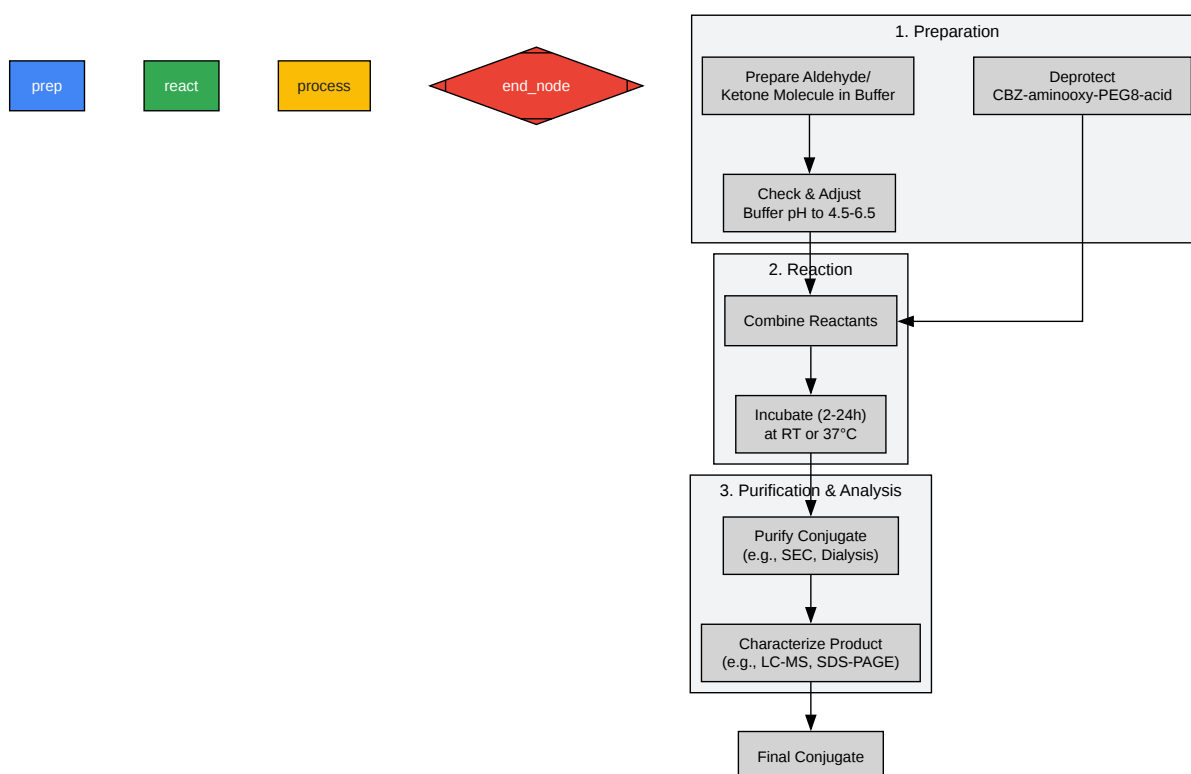 prep
react
process
end_node
1. Preparation
Prepare Aldehyde/
Ketone Molecule in Buffer
Deprotect
CBZ-aminooxy-PEG8-acid
Check & Adjust
Buffer pH to 4.5-6.5
2. Reaction
Combine Reactants
Incubate (2-24h)
at RT or 37°C
3. Purification & Analysis
Purify Conjugate
(e.g., SEC, Dialysis)
Characterize Product
(e.g., LC-MS, SDS-PAGE)
Final Conjugate